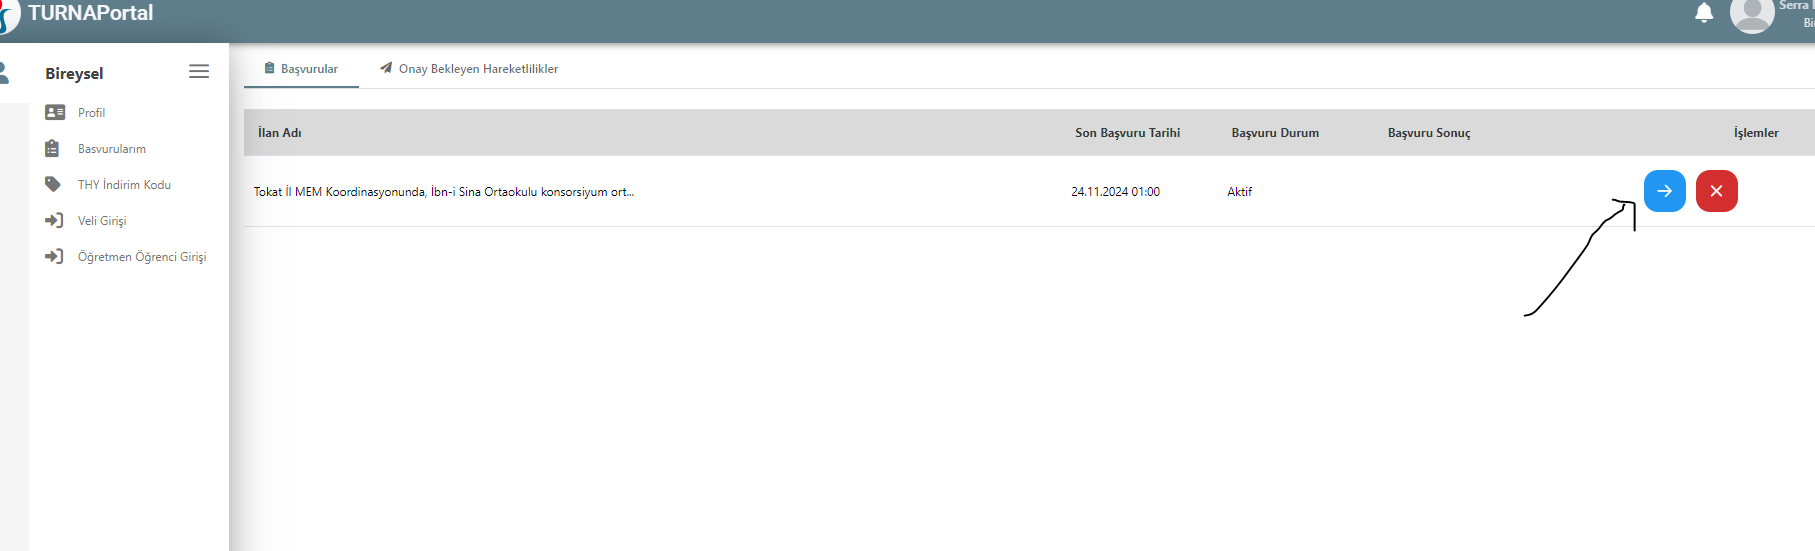 TURNAPortal
Serra
Bi
Bireysel
Profil
Basvurularım
THY İndirim Kodu
Veli Girişi
Öğretmen Öğrenci Girişi
Başvurular
Onay Bekleyen Hareketlilikler
İlan Adı
Son Başvuru Tarihi
Başvuru Durum
Başvuru Sonuç
İşlemler
Tokat İl MEM Koordinasyonunda, İbn-i Sina Ortaokulu konsorsiyum ort...
24.11.2024 01:00
Aktif